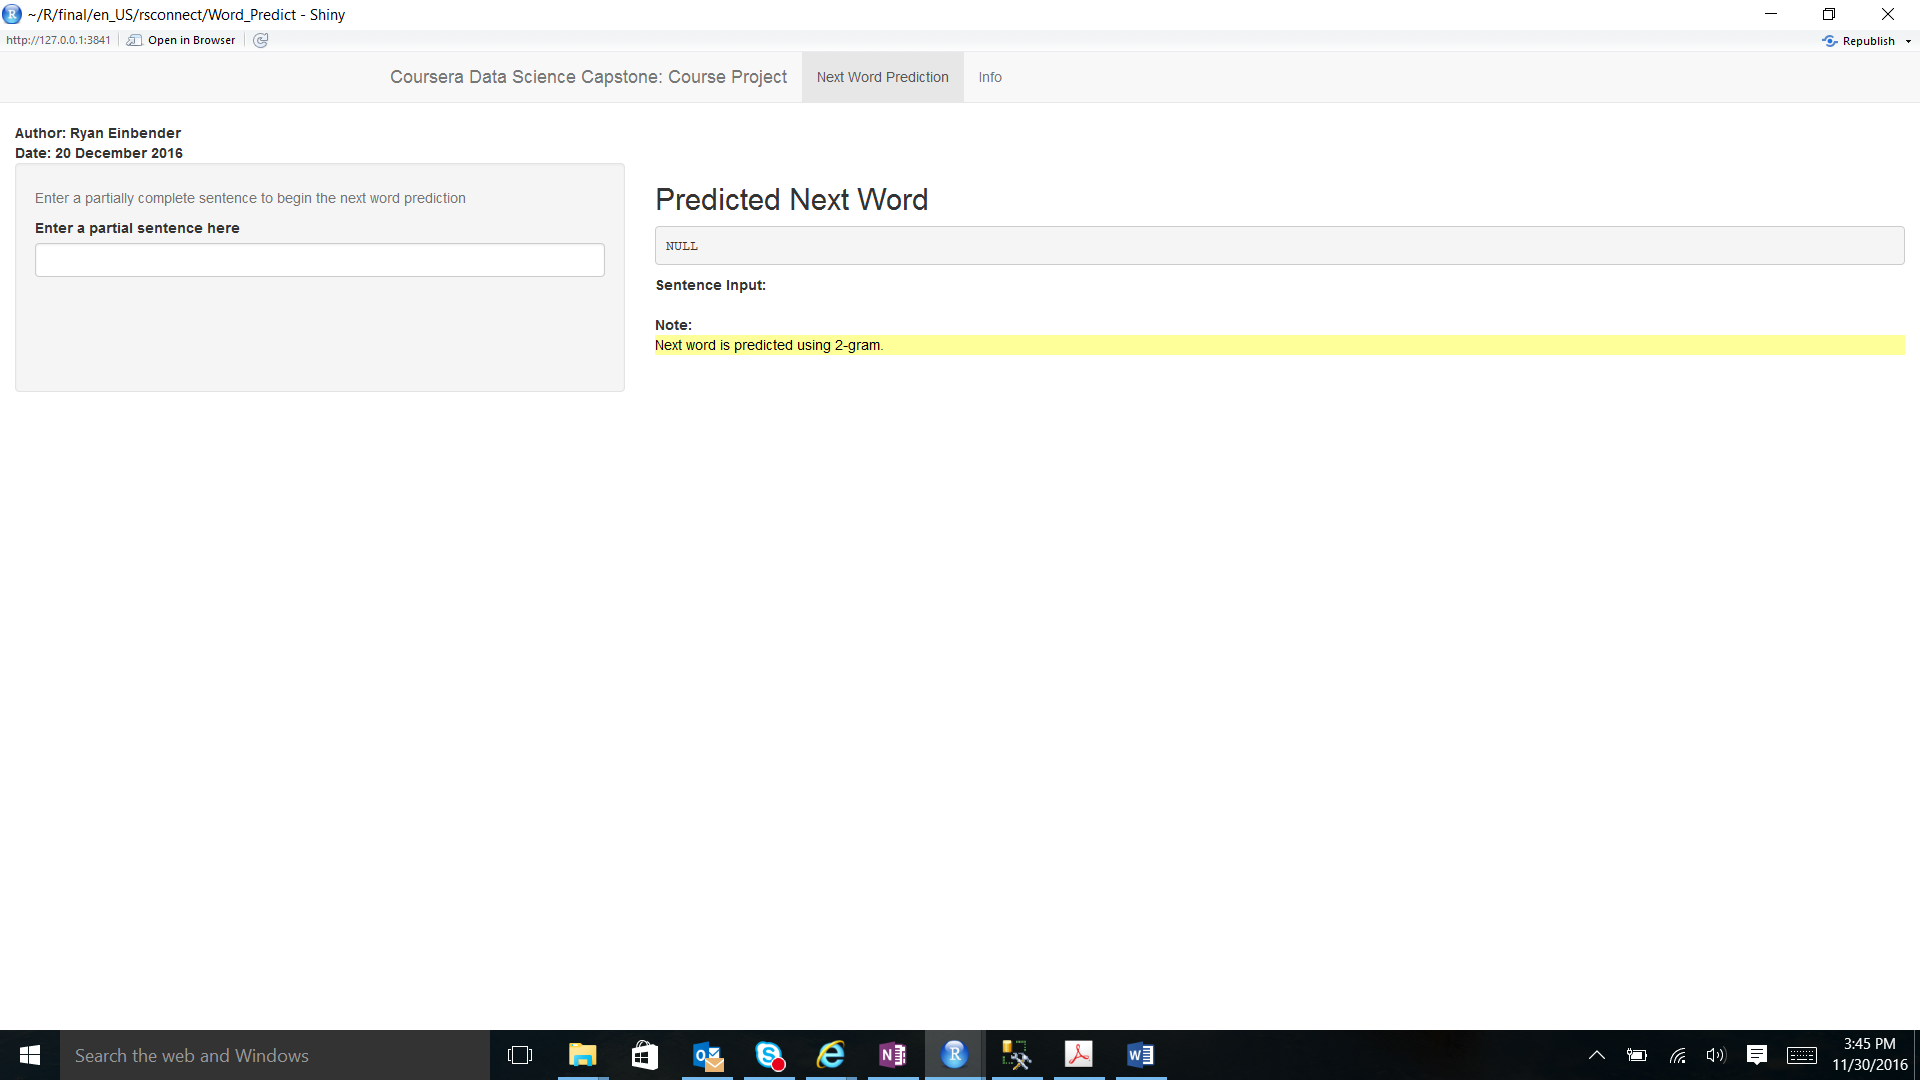 ~/R/final/en_US/rsconnect/Word_Predict - Shiny
http://127.0.0.1:3841 Open in Browser Republish
Coursera Data Science Capstone: Course Project Next Word Prediction Info
Author: Ryan Einbender
Date: 20 December 2016
Enter a partially complete sentence to begin the next word prediction
Enter a partial sentence here
Predicted Next Word
NULL
Sentence Input:
Note:
Next word is predicted using 2-gram.
Search the web and Windows
3:45 PM
11/30/2016